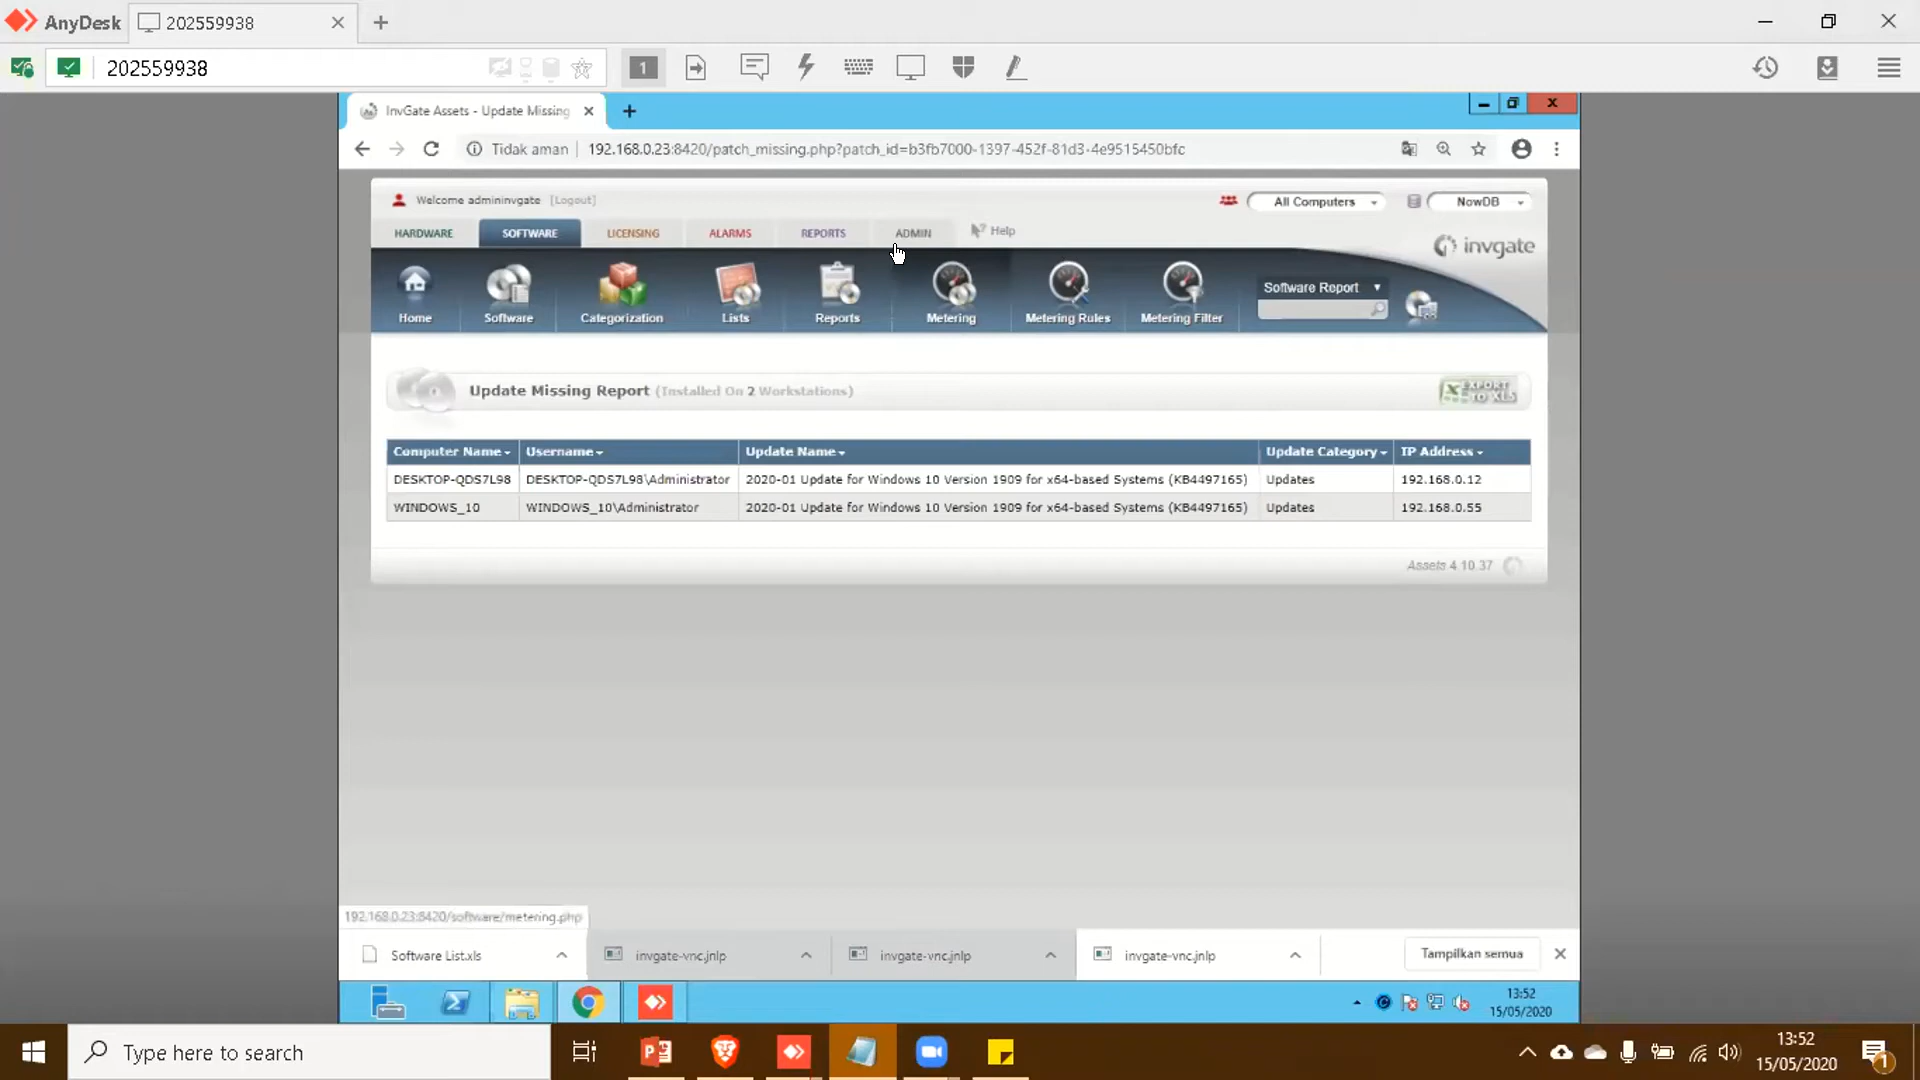 AnyDesk
202559938
202559938
1
InvGate Assets - Update Missing
Tidak aman
192.168.0.23:8420/patch_missing.php?patch_id=b3fb7000-1397-452f-81d3-4e9515450bfc
Welcome admininvgate [Logout]
All Computers
NowDB
HARDWARE
SOFTWARE
LICENSING
ALARMS
REPORTS
ADMIN
Help
invgate
Home
Software
Categorization
Lists
Reports
Metering
Metering Rules
Metering Filter
Software Report
Update Missing Report (Installed On 2 Workstations)
EXPORT TO XLS
Computer Name Username Update Name Update Category IP Address
DESKTOP-QDS7L98 DESKTOP-QDS7L98\Administrator 2020-01 Update for Windows 10 Version 1909 for x64-based Systems (KB4497165) Updates 192.168.0.12
WINDOWS_10 WINDOWS_10\Administrator 2020-01 Update for Windows 10 Version 1909 for x64-based Systems (KB4497165) Updates 192.168.0.55
Assets 4.10.37
192.168.0.23:8420/software/metering.php
Software List.xls
invgate-vnc.jnlp
invgate-vnc.jnlp
invgate-vnc.jnlp
Tampilkan semua
13:52
15/05/2020
Type here to search
13:52
15/05/2020
1